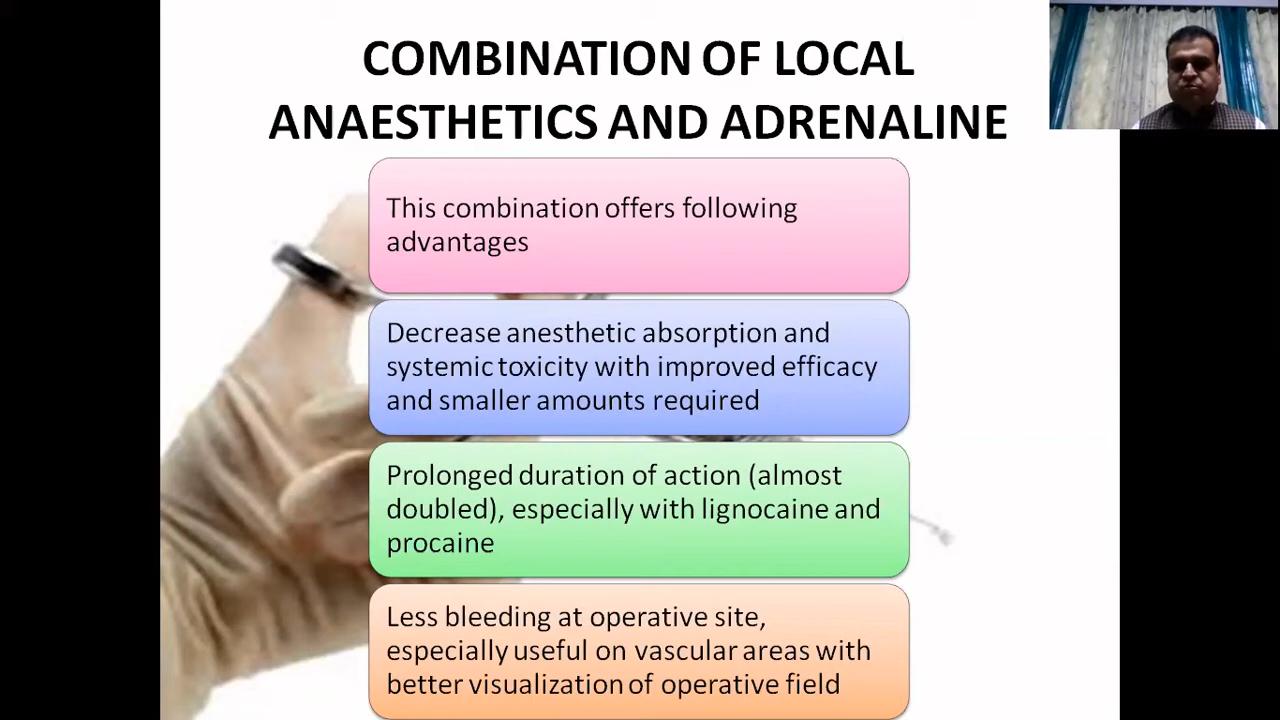 COMBINATION OF LOCAL
ANAESTHETICS AND ADRENALINE
This combination offers following
advantages
Decrease anesthetic absorption and
systemic toxicity with improved efficacy
and smaller amounts required
Prolonged duration of action (almost
doubled), especially with lignocaine and
procaine
Less bleeding at operative site,
especially useful on vascular areas with
better visualization of operative field